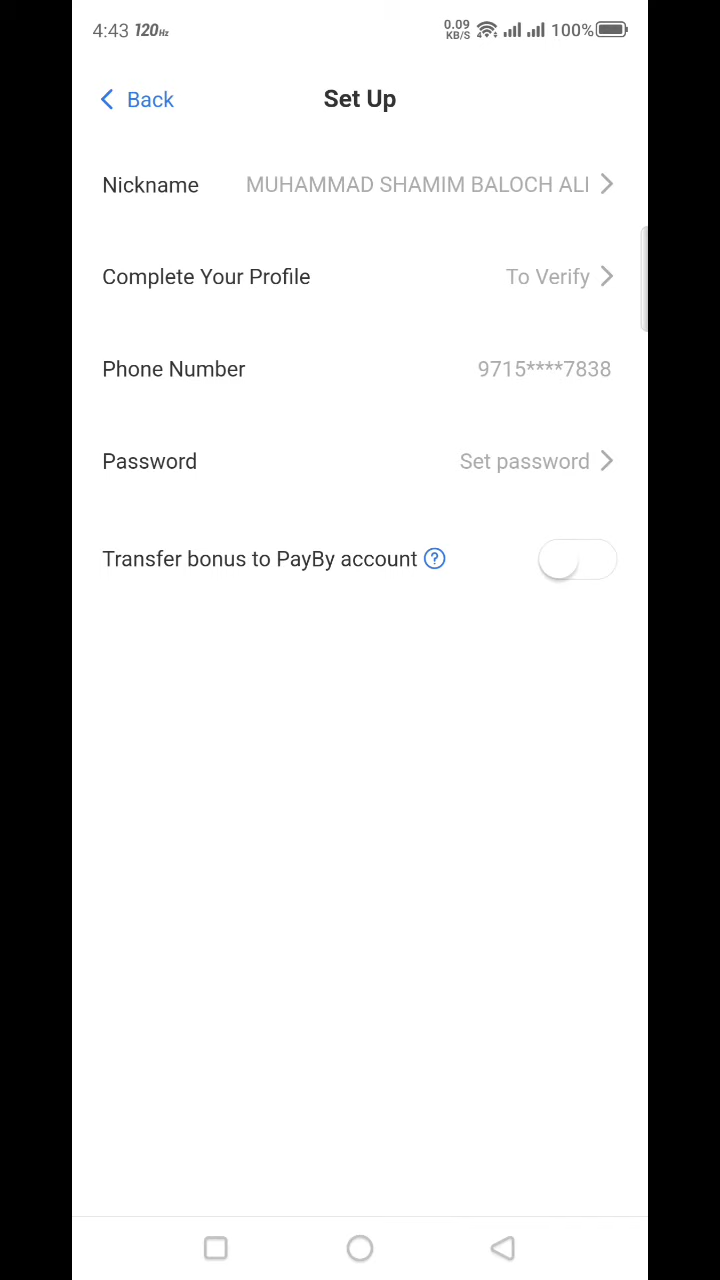 4:43 120Hz 0.09 KB/S 100%
Back Set Up
Nickname MUHAMMAD SHAMIM BALOCH ALI
Complete Your Profile To Verify
Phone Number 9715****7838
Password Set password
Transfer bonus to PayBy account ?